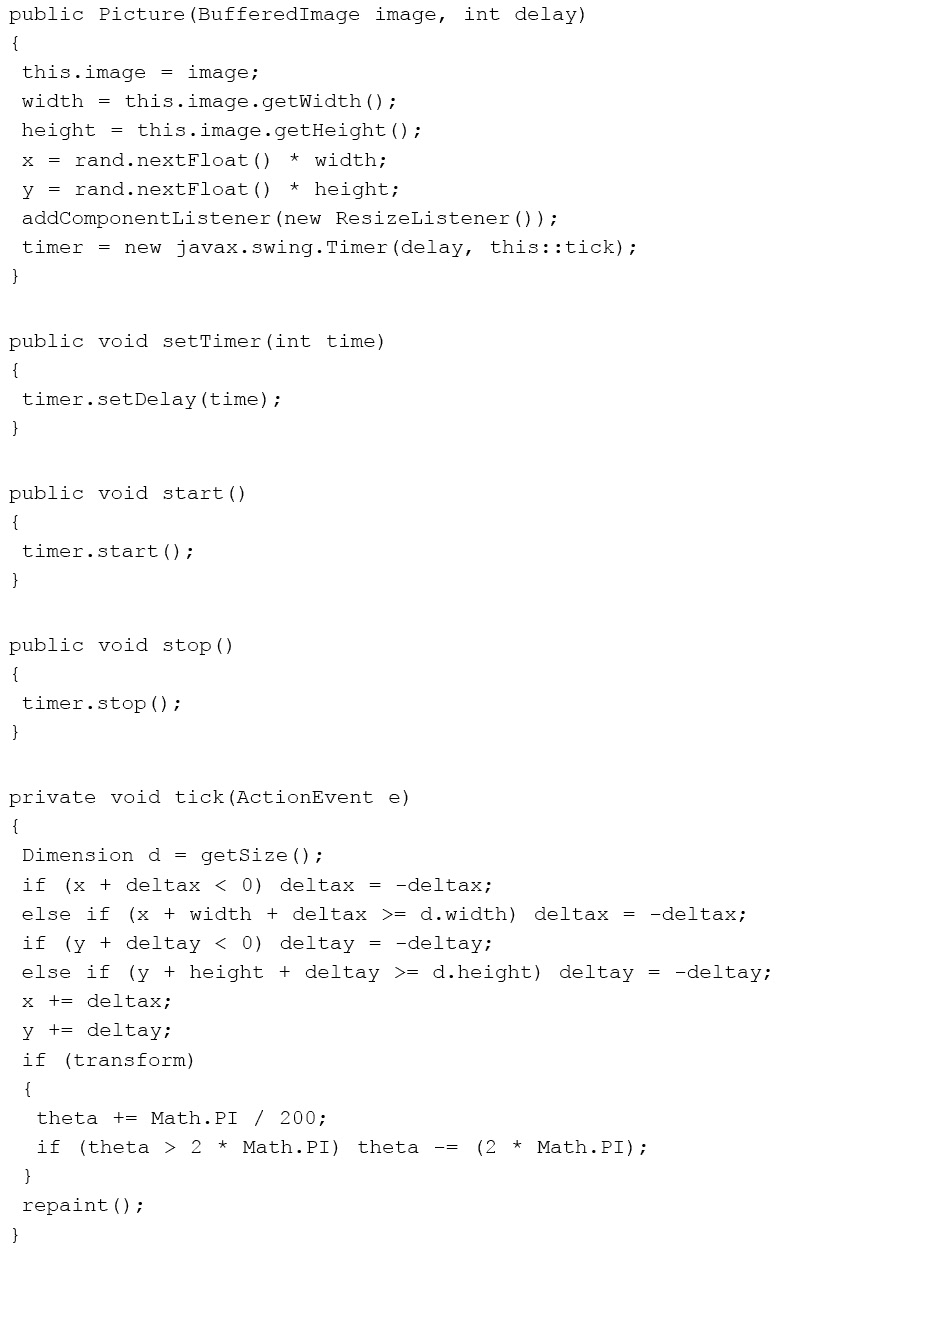 public Picture(BufferedImage image, int delay)
{
 this.image = image;
 width = this.image.getWidth();
 height = this.image.getHeight();
 x = rand.nextFloat() * width;
 y = rand.nextFloat() * height;
 addComponentListener(new ResizeListener());
 timer = new javax.swing.Timer(delay, this::tick);
}

public void setTimer(int time)
{
 timer.setDelay(time);
}

public void start()
{
 timer.start();
}

public void stop()
{
 timer.stop();
}

private void tick(ActionEvent e)
{
 Dimension d = getSize();
 if (x + deltax < 0) deltax = -deltax;
 else if (x + width + deltax >= d.width) deltax = -deltax;
 if (y + deltay < 0) deltay = -deltay;
 else if (y + height + deltay >= d.height) deltay = -deltay;
 x += deltax;
 y += deltay;
 if (transform)
 {
  theta += Math.PI / 200;
  if (theta > 2 * Math.PI) theta -= (2 * Math.PI);
 }
 repaint();
}